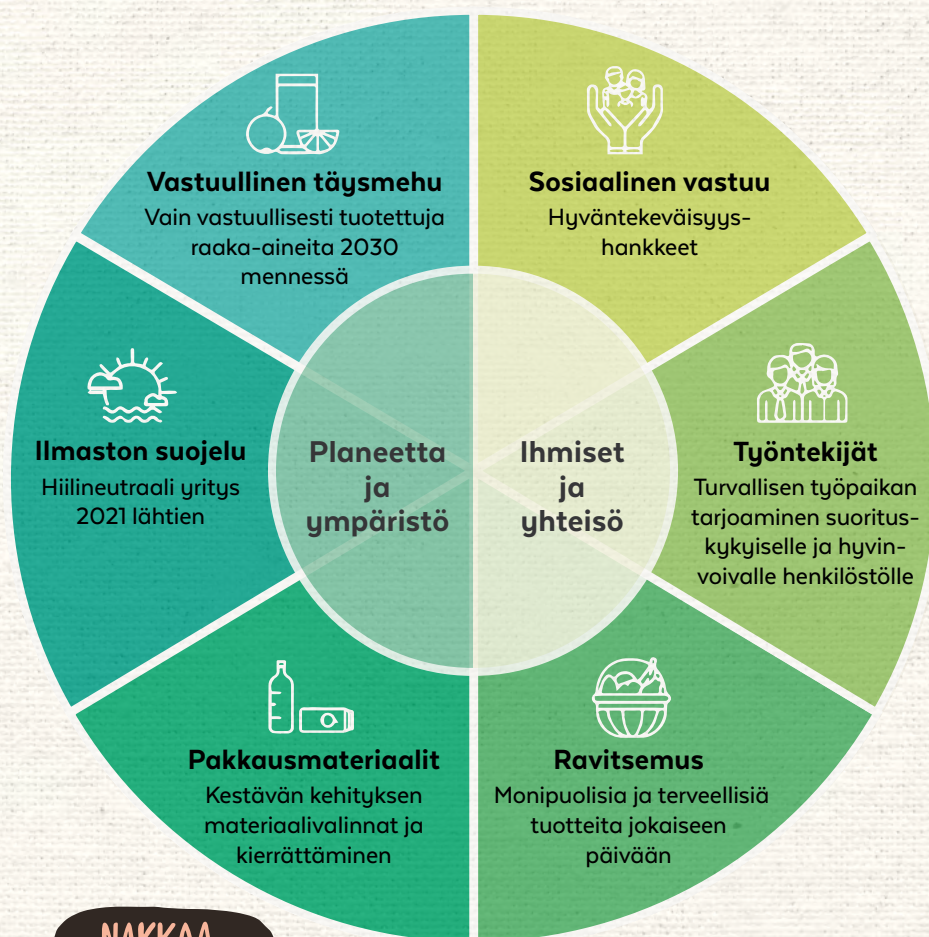 Vastuullinen täysmehu
Vain vastuullisesti tuotettuja
raaka-aineita 2030
mennessä
Sosiaalinen vastuu
Hyväntekeväisyys-
hankkeet
Ilmaston suojelu
Hiilineutraali yritys
2021 lähtien
Planeetta
ja
ympäristö
Ihmiset
ja
yhteisö
Työntekijät
Turvallisen työpaikan
tarjoaminen suoritus-
kykyiselle ja hyvin-
voivalle henkilöstölle
Pakkausmateriaalit
Kestävän kehityksen
materiaalivalinnat ja
kierrättäminen
Ravitsemus
Monipuolisia ja terveellisiä
tuotteita jokaiseen
päivään
NAKKAA